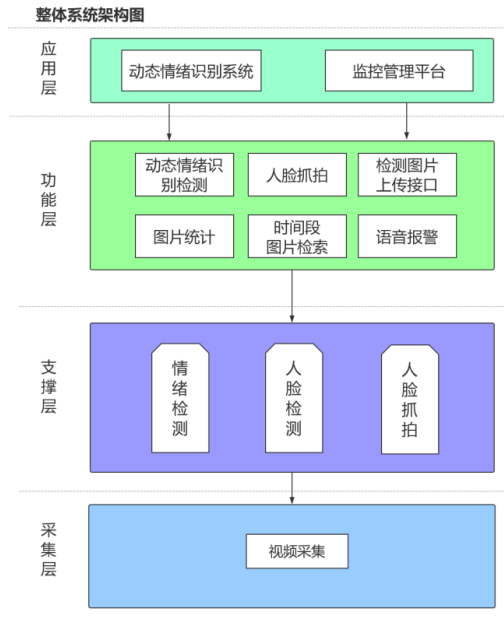 整体系统架构图
应用层
动态情绪识别系统
监控管理平台
功能层
动态情绪识
别检测
人脸抓拍
检测图片
上传接口
图片统计
时间段
图片检索
语音报警
支撑层
情绪检测
人脸检测
人脸抓拍
采集层
视频采集